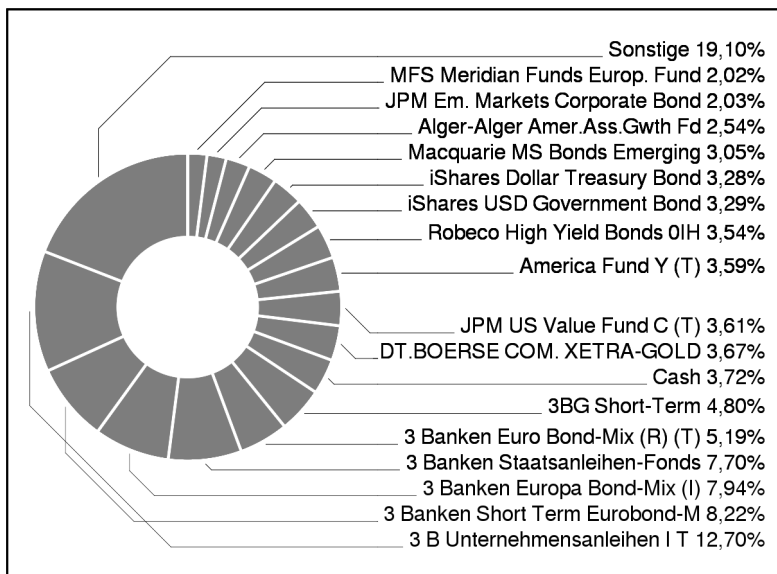 Sonstige 19,10%
MFS Meridian Funds Europ. Fund 2,02%
JPM Em. Markets Corporate Bond 2,03%
Alger-Alger Amer.Ass.Gwth Fd 2,54%
Macquarie MS Bonds Emerging 3,05%
iShares Dollar Treasury Bond 3,28%
iShares USD Government Bond 3,29%
Robeco High Yield Bonds 0IH 3,54%
America Fund Y (T) 3,59%
JPM US Value Fund C (T) 3,61%
DT.BOERSE COM. XETRA-GOLD 3,67%
Cash 3,72%
3BG Short-Term 4,80%
3 Banken Euro Bond-Mix (R) (T) 5,19%
3 Banken Staatsanleihen-Fonds 7,70%
3 Banken Europa Bond-Mix (I) 7,94%
3 Banken Short Term Eurobond-M 8,22%
3 B Unternehmensanleihen I T 12,70%